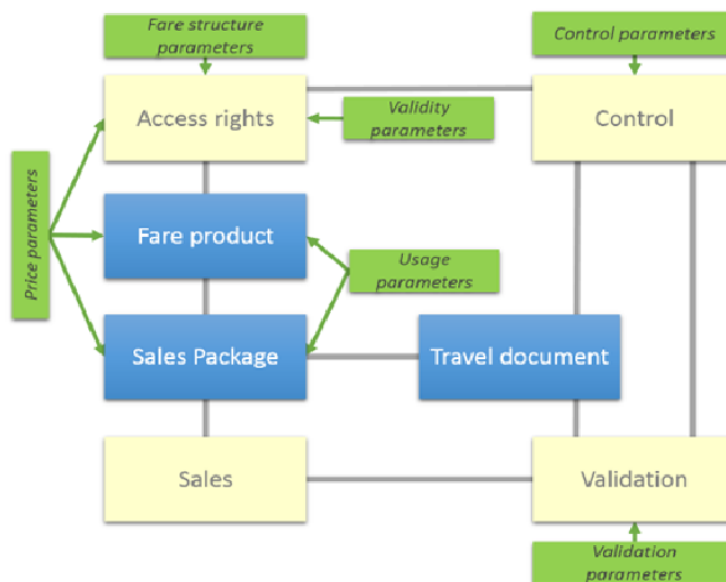 Fare structure
parameters
Control parameters
Access rights
Validity
parameters
Control
Price parameters
Fare product
Usage
parameters
Sales Package
Travel document
Sales
Validation
Validation
parameters